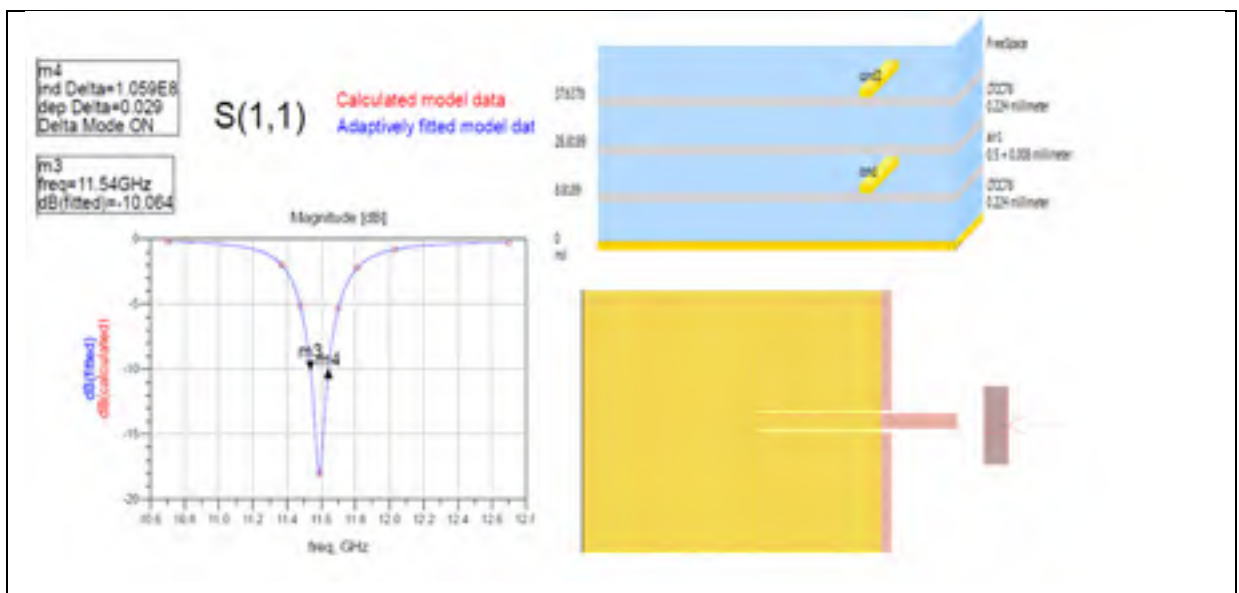 m4
ind Delta=1.059E8
dep Delta=0.029
Delta Mode ON
S(1,1)
Calculated model data
Adaptively fitted model dat
m3
freq=11.54GHz
dB(fitted)=-10.064
Magnitude [dB]
0
-5
-10
-15
-20
m3
m4
dB(fitted)
dB(calculated)
10.6 10.8 11.0 11.2 11.4 11.6 11.8 12.0 12.2 12.4 12.6
freq, GHz
FreeSpace
0.224 millimeter
0.224 millimeter
0